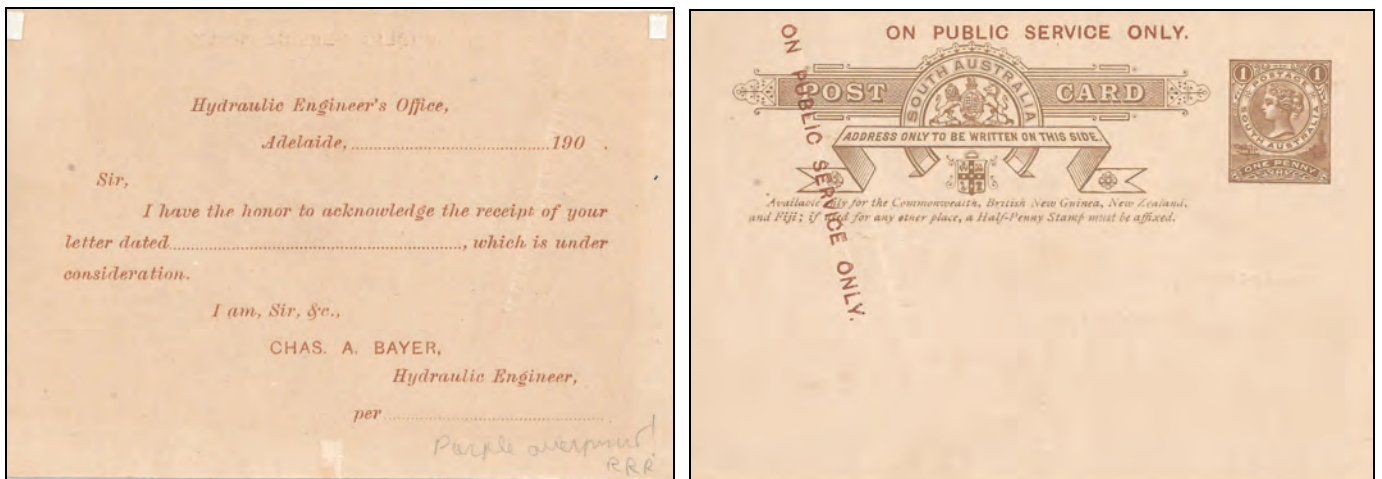 Hydraulic Engineer's Office,
Adelaide, 190 .
Sir,
I have the honor to acknowledge the receipt of your
letter dated , which is under
consideration.
I am, Sir, &c.,
CHAS. A. BAYER,
Hydraulic Engineer,
per
Purple overprint!
RRR
ON PUBLIC SERVICE ONLY.
ON PUBLIC SERVICE ONLY.
SOUTH AUSTRALIA
POST CARD
ADDRESS ONLY TO BE WRITTEN ON THIS SIDE.
Available only for the Commonwealth, British New Guinea, New Zealand,
and Fiji; if used for any other place, a Half-Penny Stamp must be affixed.
1 1
POSTAGE
SOUTH AUSTRALIA
ONE PENNY